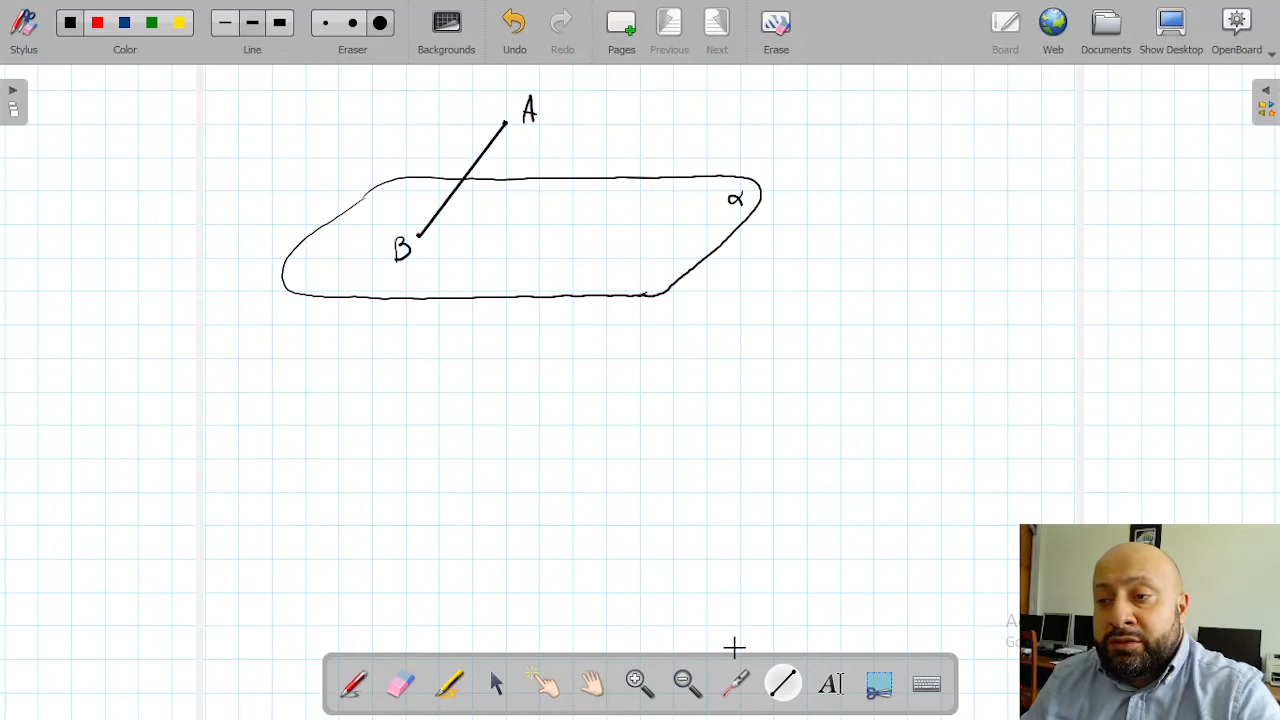 Stylus Color Line Eraser Backgrounds Undo Redo Pages Previous Next Erase Board Web Documents Show Desktop OpenBoard
A
α
B
A